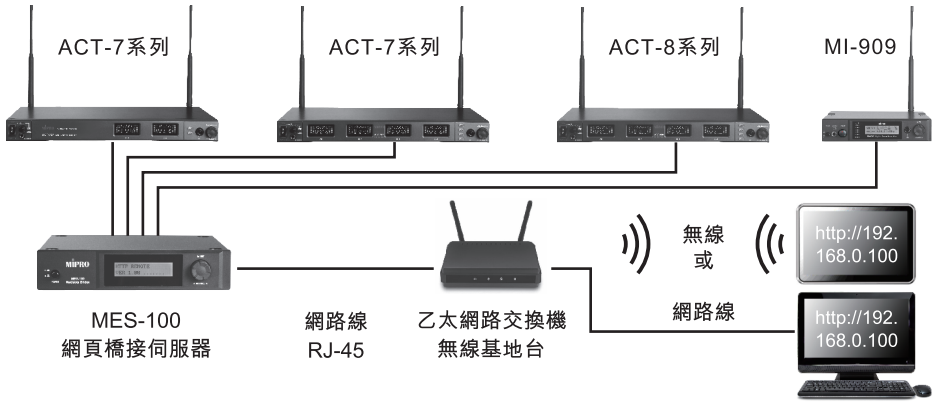 ACT-7系列
ACT-7系列
ACT-8系列
MI-909
MIPRO
MES-100
網頁橋接伺服器
網路線
RJ-45
乙太網路交換機
無線基地台
無線
或
網路線
http://192.
168.0.100
http://192.
168.0.100